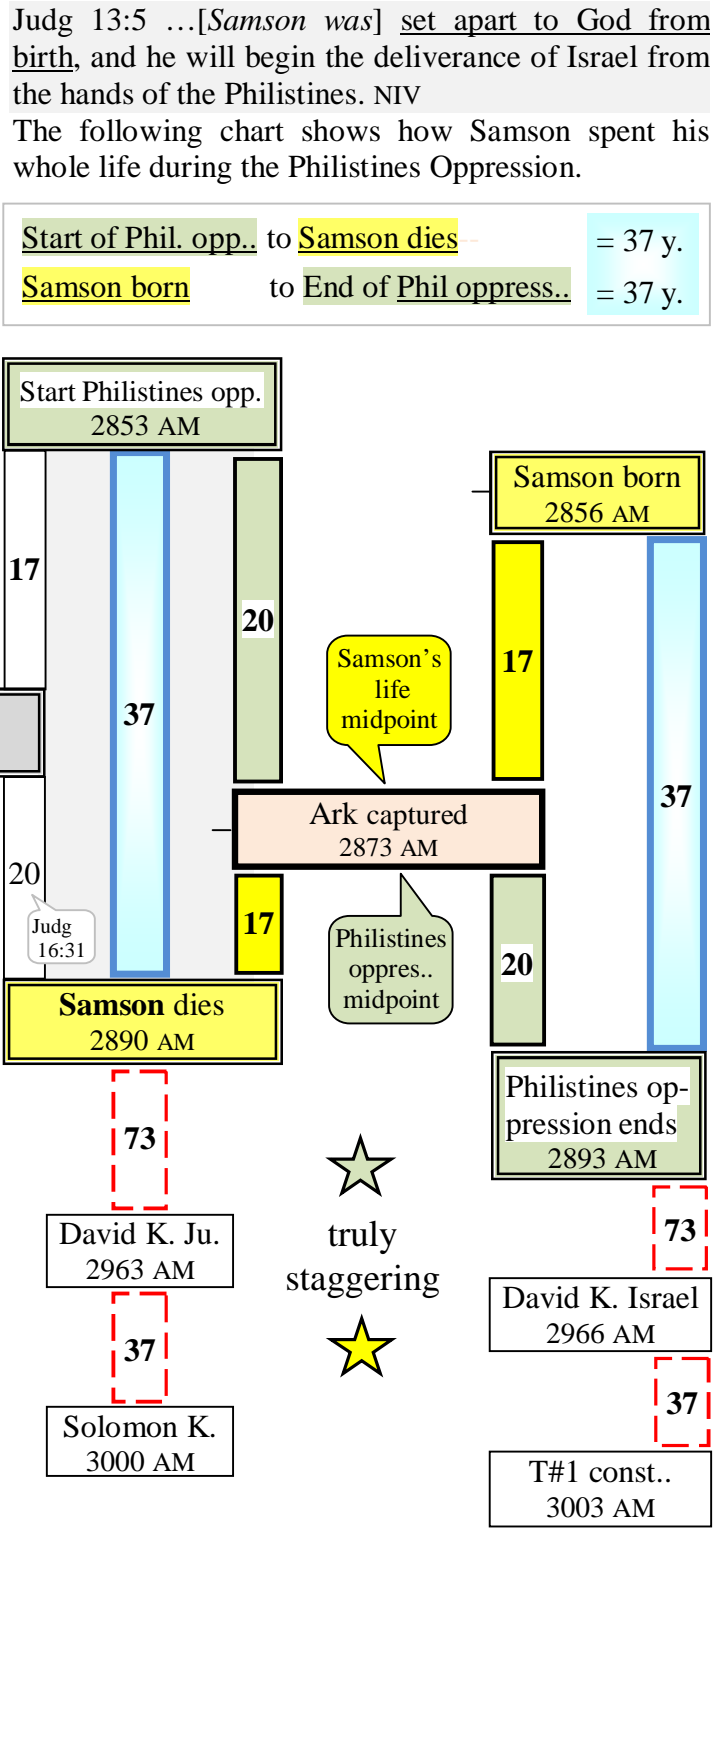 Judg 13:5 …[Samson was] set apart to God from
birth, and he will begin the deliverance of Israel from
the hands of the Philistines. NIV
The following chart shows how Samson spent his
whole life during the Philistines Oppression.
Start of Phil. opp.. to Samson dies = 37 y.
Samson born to End of Phil oppress.. = 37 y.
Start Philistines opp.
2853 AM
Samson born
2856 AM
17
37
20
17
37
Samson's
life
midpoint
Ark captured
2873 AM
20
Judg
16:31
17
Philistines
oppres..
midpoint
20
Samson dies
2890 AM
Philistines op-
pression ends
2893 AM
73
David K. Ju.
2963 AM
37
Solomon K.
3000 AM
truly
staggering
73
David K. Israel
2966 AM
37
T#1 const..
3003 AM